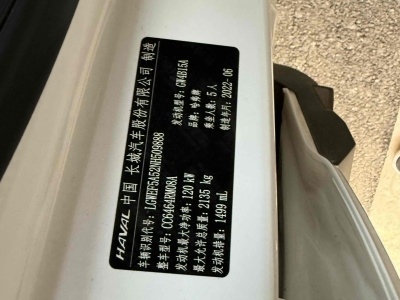 HAVAL 中国 长城汽车股份有限公司 制造
车辆识别代号: LGWEF5A52NH509888
整车型号: CC6464BM08A 发动机型号: GW4B15A
发动机最大净功率: 120 kW 品牌: 哈弗牌
最大允许总质量: 2135 kg 乘坐人数: 5人
发动机排量: 1499 mL 制造年月: 2022-06